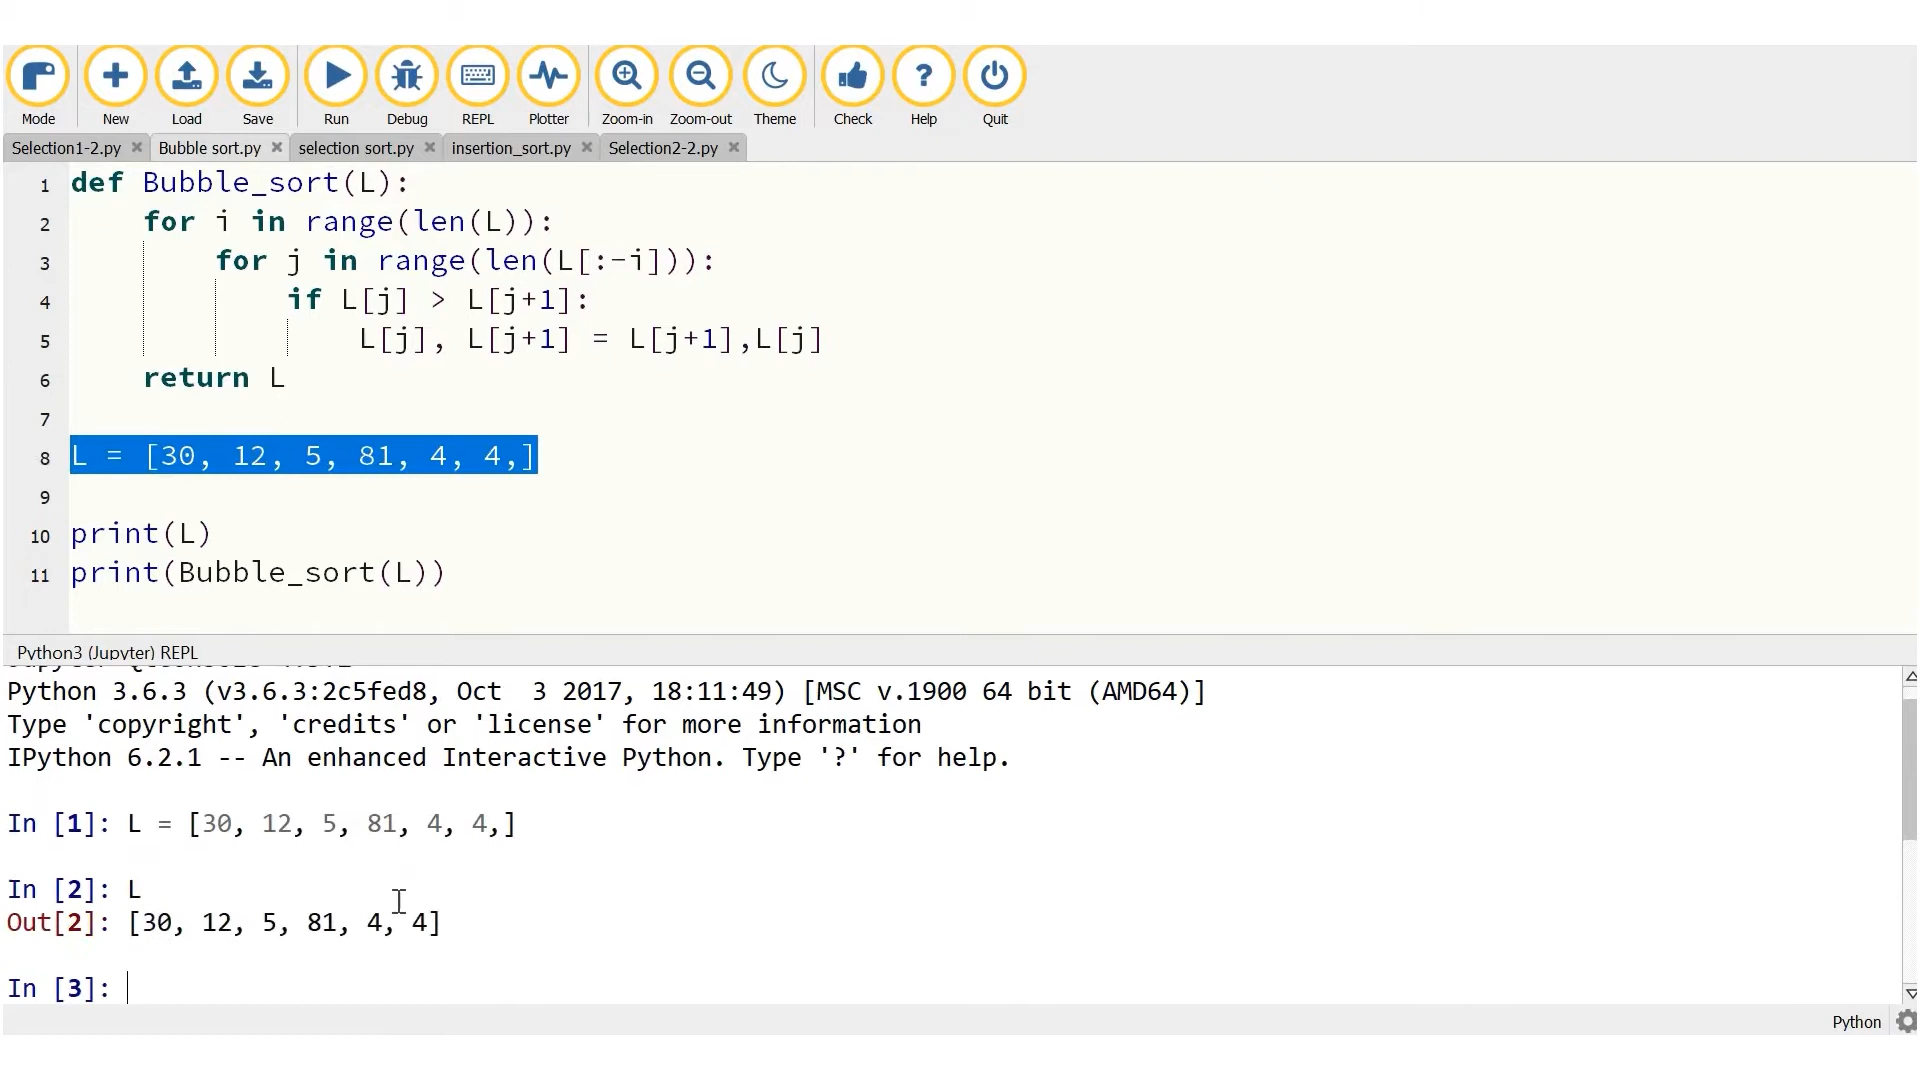 Mode New Load Save Run Debug REPL Plotter Zoom-in Zoom-out Theme Check Help Quit
Selection1-2.py Bubble sort.py selection sort.py insertion_sort.py Selection2-2.py
1 def Bubble_sort(L):
2 for i in range(len(L)):
3 for j in range(len(L[:-i])):
4 if L[j] > L[j+1]:
5 L[j], L[j+1] = L[j+1],L[j]
6 return L
7
8 L = [30, 12, 5, 81, 4, 4,]
9
10 print(L)
11 print(Bubble_sort(L))
Python3 (Jupyter) REPL
Python 3.6.3 (v3.6.3:2c5fed8, Oct  3 2017, 18:11:49) [MSC v.1900 64 bit (AMD64)]
Type 'copyright', 'credits' or 'license' for more information
IPython 6.2.1 -- An enhanced Interactive Python. Type '?' for help.
In [1]: L = [30, 12, 5, 81, 4, 4,]
In [2]: L
Out[2]: [30, 12, 5, 81, 4, 4]
In [3]:
Python